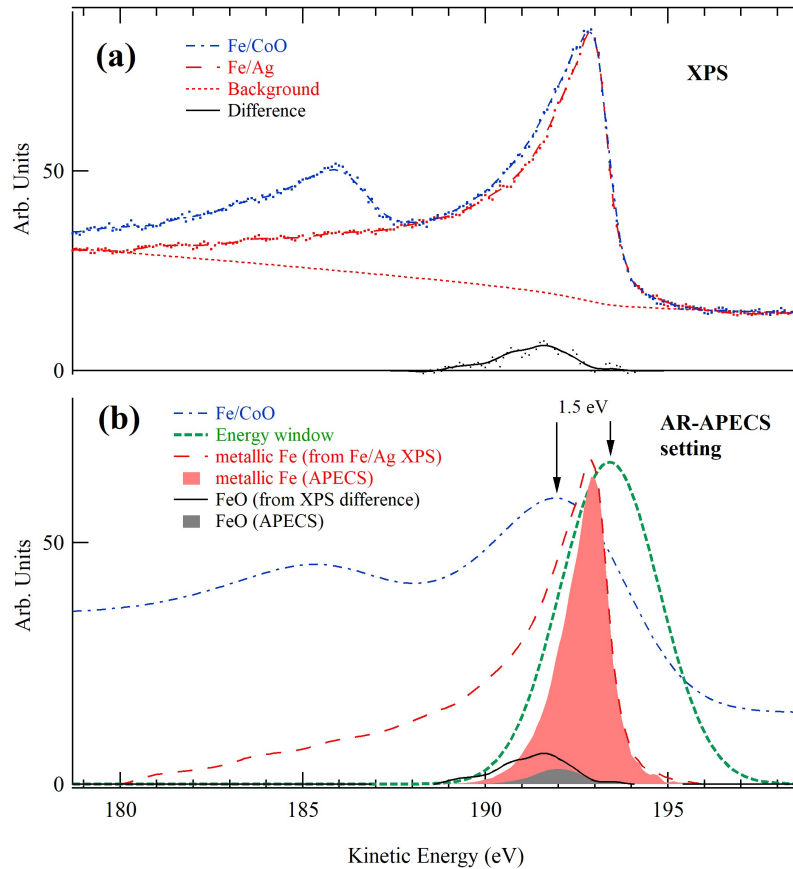 (a)
Fe/CoO
Fe/Ag
Background
Difference
XPS
50
0
Arb. Units
(b)
Fe/CoO
Energy window
metallic Fe (from Fe/Ag XPS)
metallic Fe (APECS)
FeO (from XPS difference)
FeO (APECS)
1.5 eV
AR-APECS
setting
50
0
Arb. Units
180 185 190 195
Kinetic Energy (eV)